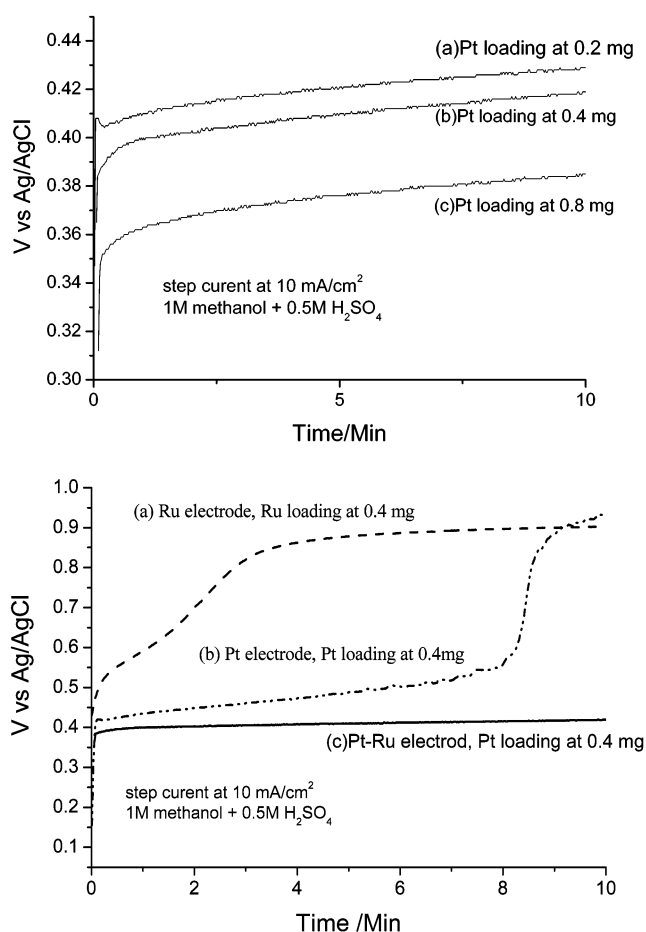 0.44
(a)Pt loading at 0.2 mg
0.42
(b)Pt loading at 0.4 mg
0.40
0.38
(c)Pt loading at 0.8 mg
0.36
0.34
step curent at 10 mA/cm²
1M methanol + 0.5M H₂SO₄
0.32
0.30
V vs Ag/AgCl
0 5 10
Time/Min
1.0
(a) Ru electrode, Ru loading at 0.4 mg
0.9
0.8
0.7
(b) Pt electrode, Pt loading at 0.4mg
0.6
0.5
0.4
(c)Pt-Ru electrod, Pt loading at 0.4 mg
0.3
step curent at 10 mA/cm²
0.2
1M methanol + 0.5M H₂SO₄
0.1
V vs Ag/AgCl
0 2 4 6 8 10
Time /Min